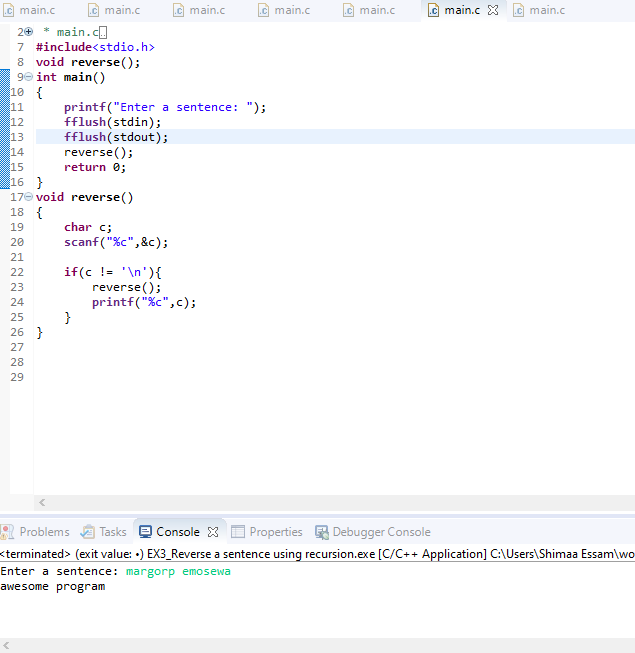 main.c main.c main.c main.c main.c main.c main.c
2 * main.c
7 #include<stdio.h>
8 void reverse();
9 int main()
10 {
11 printf("Enter a sentence: ");
12 fflush(stdin);
13 fflush(stdout);
14 reverse();
15 return 0;
16 }
17 void reverse()
18 {
19 char c;
20 scanf("%c",&c);
21
22 if(c != '\n'){
23 reverse();
24 printf("%c",c);
25 }
26 }
27
28
29
Problems Tasks Console Properties Debugger Console
<terminated> (exit value: •) EX3_Reverse a sentence using recursion.exe [C/C++ Application] C:\Users\Shimaa Essam\wo
Enter a sentence: margorp emosewa
awesome program